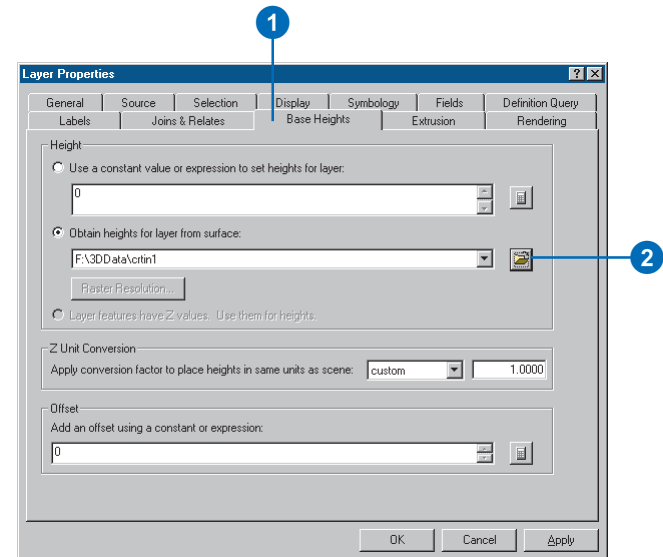 1
Layer Properties
General Source Selection Display Symbology Fields Definition Query
Labels Joins & Relates Base Heights Extrusion Rendering
Height
Use a constant value or expression to set heights for layer:
0
Obtain heights for layer from surface:
F:\3DData\crtin1
2
Raster Resolution...
Layer features have Z values. Use them for heights.
Z Unit Conversion
Apply conversion factor to place heights in same units as scene: custom 1.0000
Offset
Add an offset using a constant or expression:
0
OK Cancel Apply